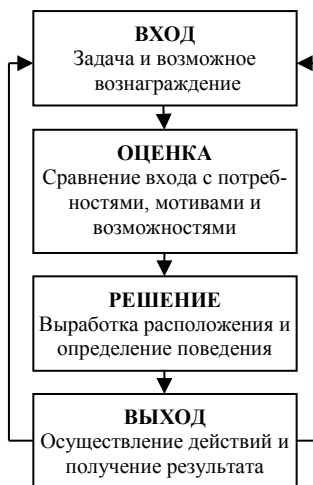 ВХОД
Задача и возможное
вознаграждение
ОЦЕНКА
Сравнение входа с потреб-
ностями, мотивами и
возможностями
РЕШЕНИЕ
Выработка расположения и
определение поведения
ВЫХОД
Осуществление действий и
получение результата